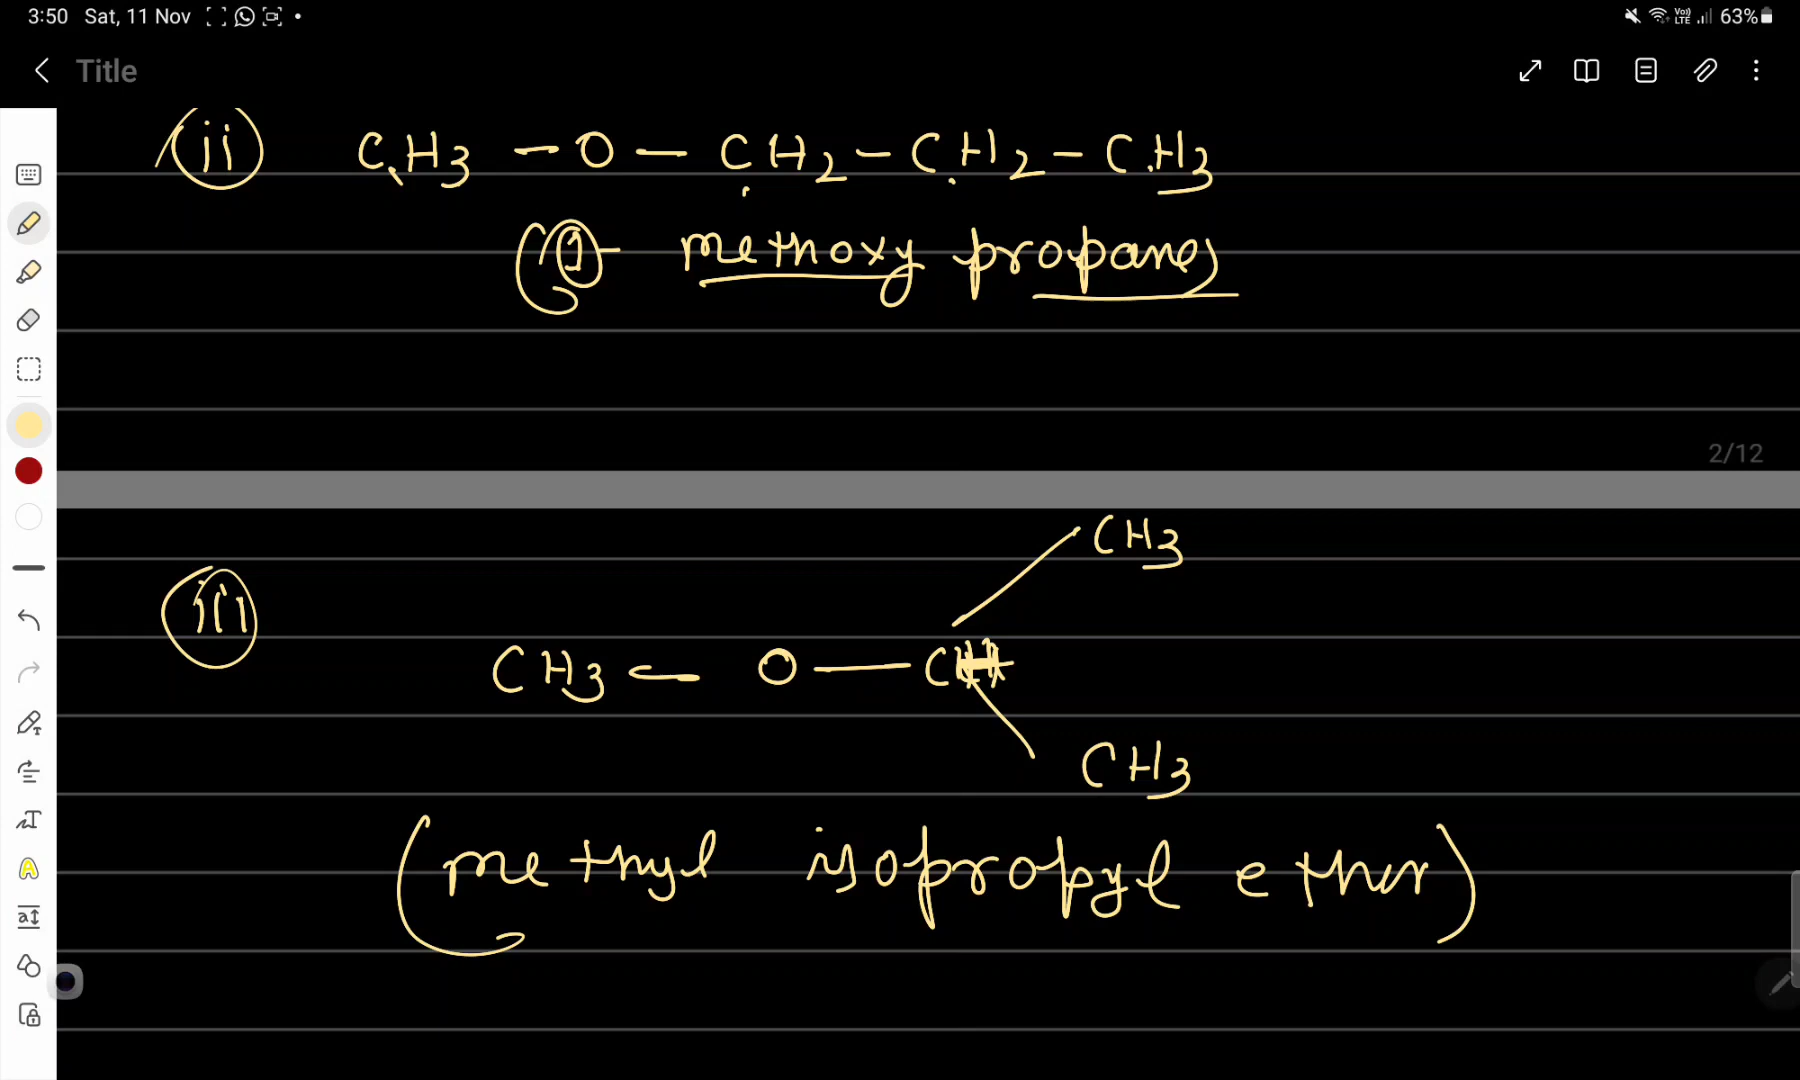 3:50 Sat, 11 Nov 63%
Title
(ii) CH3 - O - CH2 - CH2 - CH3
(1- methoxy propane)
2/12
CH3
(iii)
CH3 - O - CH
CH3
(methyl isopropyl ether)